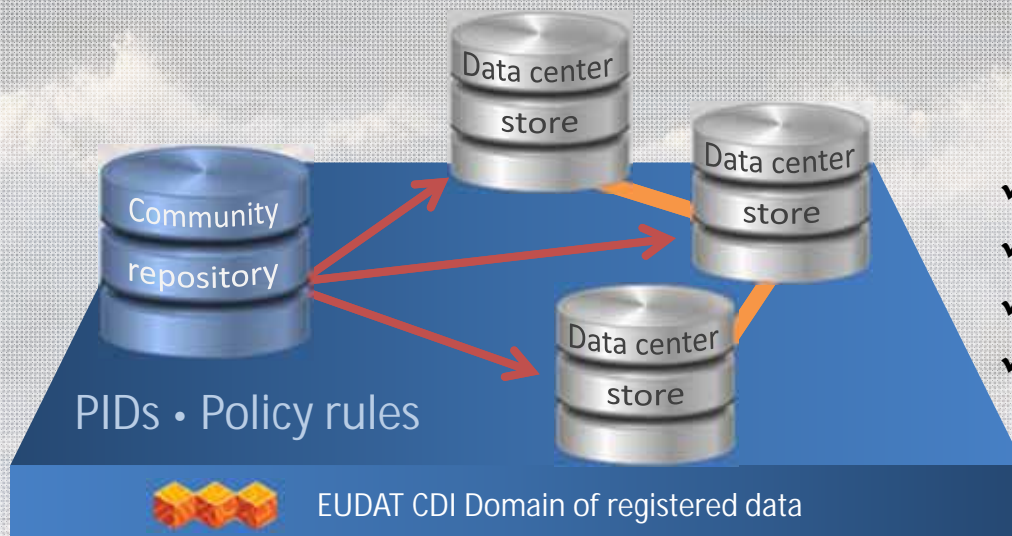 Data center
store
Data center
store
Community
repository
Data center
store
PIDs • Policy rules
EUDAT CDI Domain of registered data